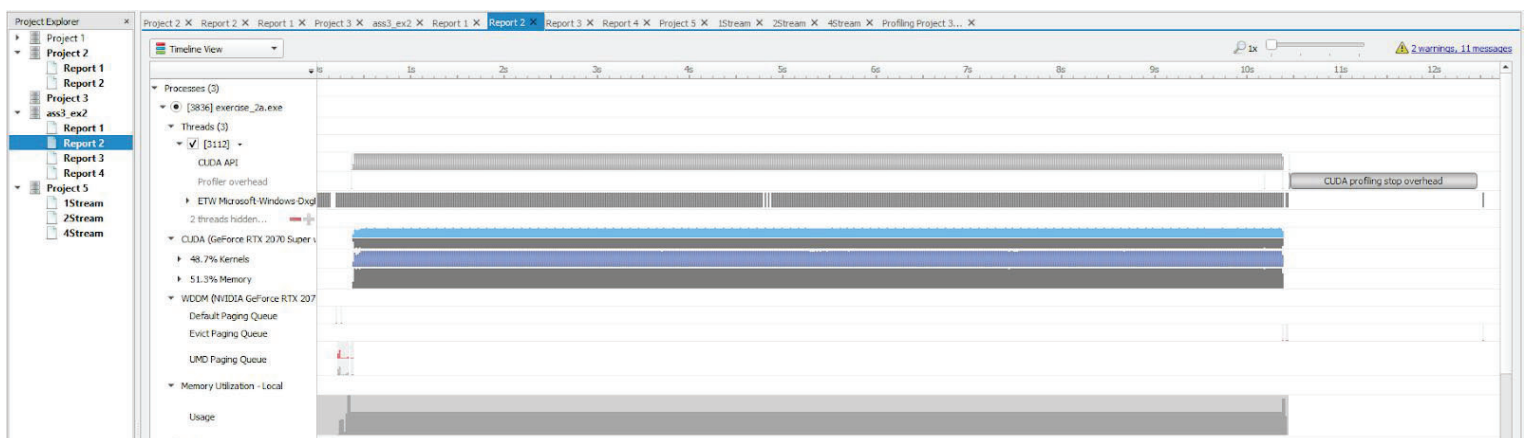 Project Explorer ×
Project 2 × Report 2 × Report 1 × Project 3 × ass3_ex2 × Report 1 × Report 2 × Report 3 × Report 4 × Project 5 × 1Stream × 2Stream × 4Stream × Profiling Project 3... ×
Project 1
Project 2
Report 1
Report 2
Project 3
ass3_ex2
Report 1
Report 2
Report 3
Report 4
Project 5
1Stream
2Stream
4Stream
Timeline View
1x
2 warnings, 11 messages
0s 1s 2s 3s 4s 5s 6s 7s 8s 9s 10s 11s 12s
Processes (3)
[3836] exercise_2a.exe
Threads (3)
[3112]
CUDA API
Profiler overhead
CUDA profiling stop overhead
ETW Microsoft-Windows-Dxgl
2 threads hidden...
CUDA (GeForce RTX 2070 Super
48.7% Kernels
51.3% Memory
WDDM (NVIDIA GeForce RTX 207
Default Paging Queue
Evict Paging Queue
UMD Paging Queue
Memory Utilization - Local
Usage